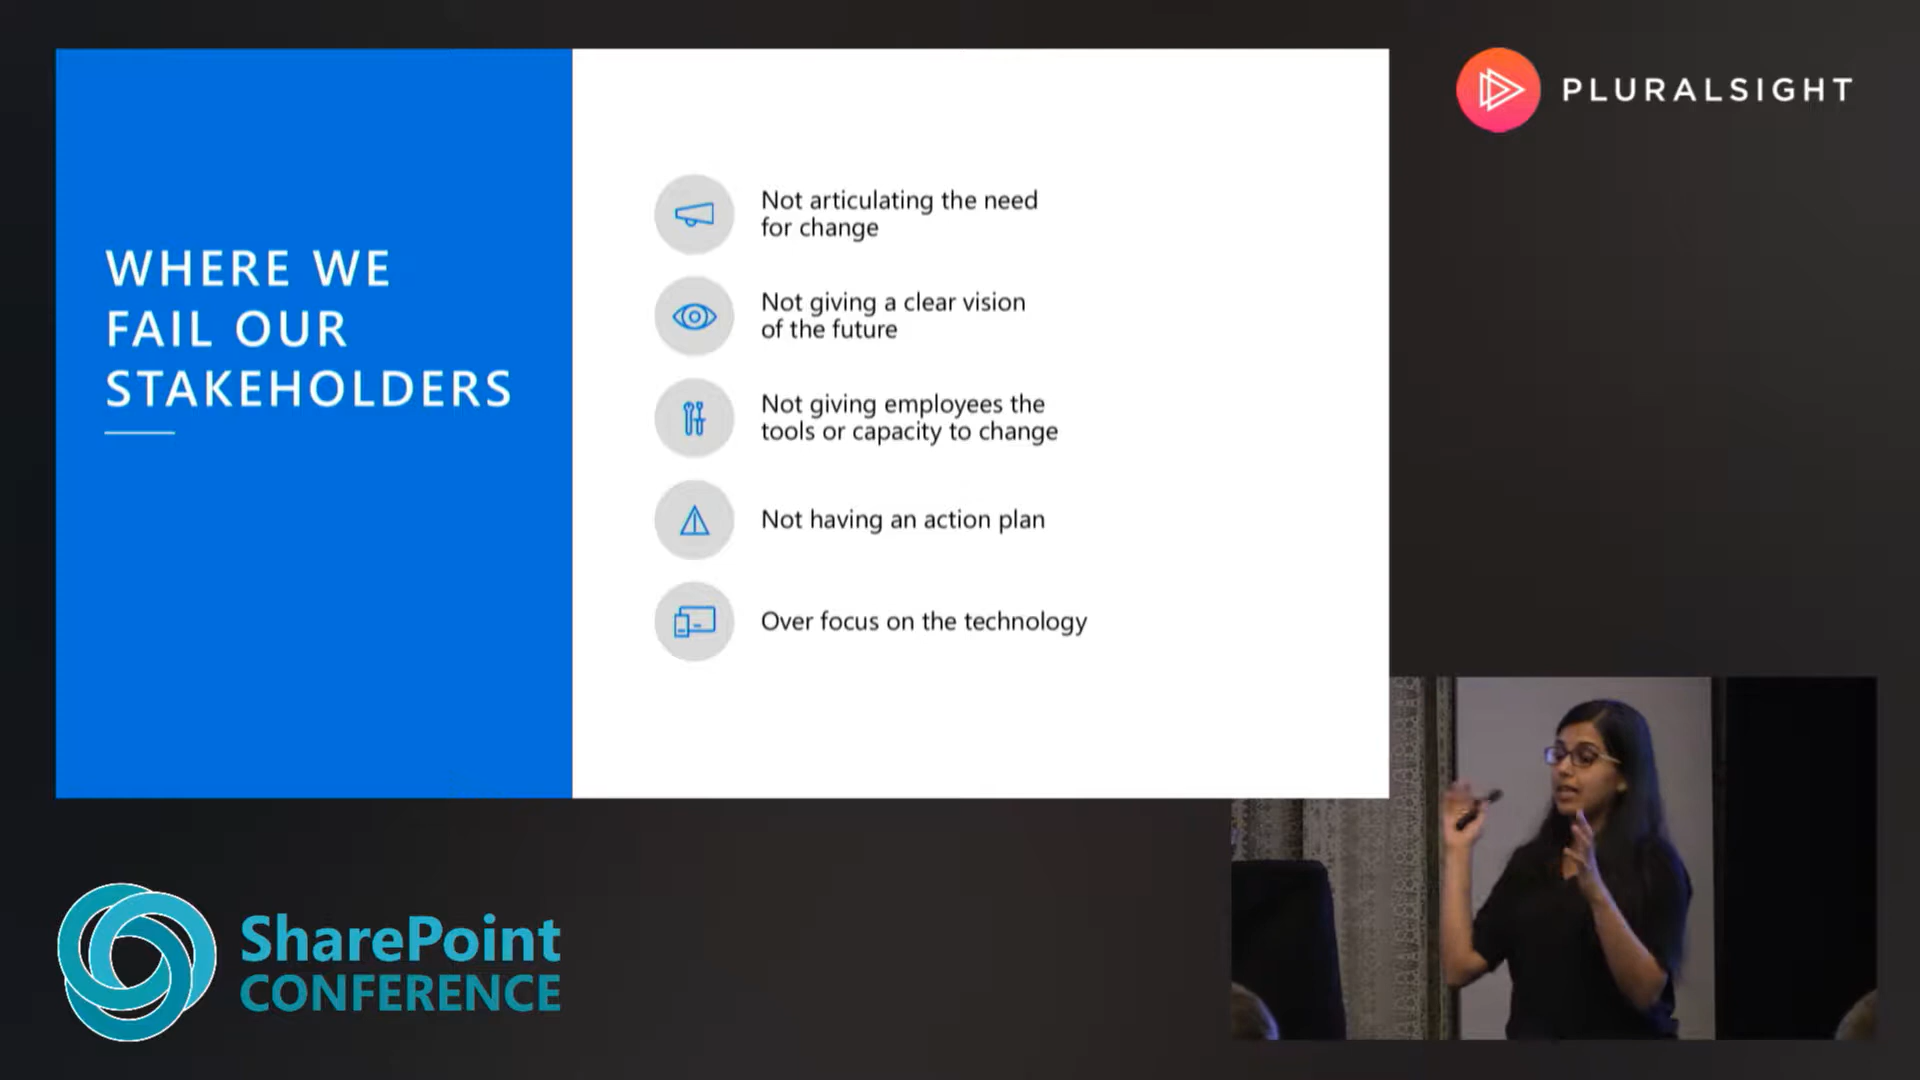 WHERE WE
FAIL OUR
STAKEHOLDERS
Not articulating the need
for change
Not giving a clear vision
of the future
Not giving employees the
tools or capacity to change
Not having an action plan
Over focus on the technology
PLURALSIGHT
SharePoint
CONFERENCE